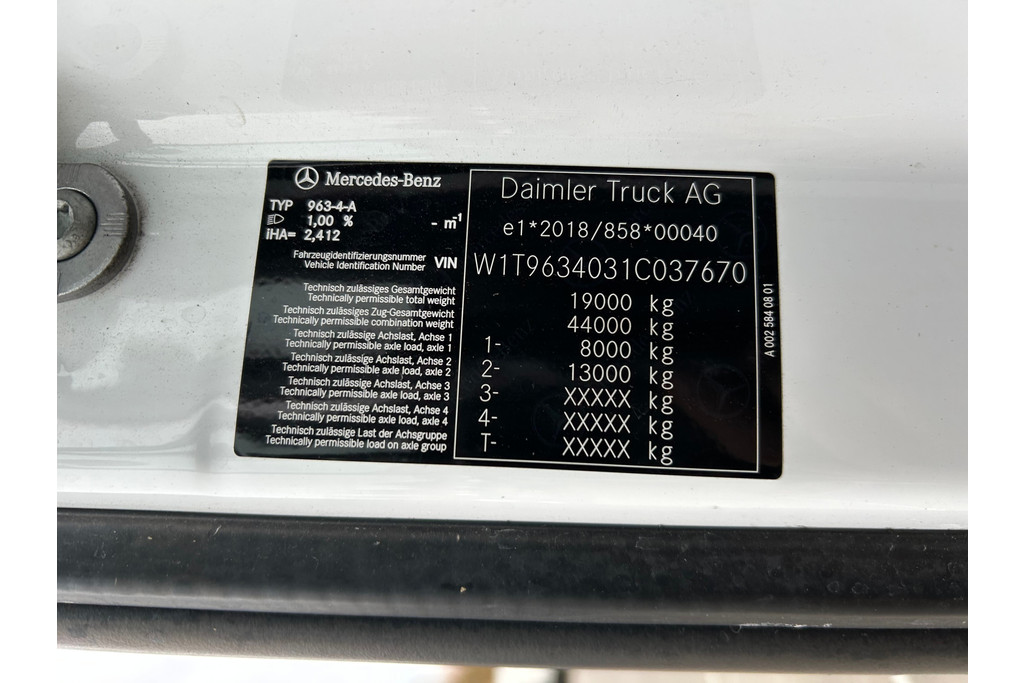 Mercedes-Benz
TYP 963-4-A
1,00 % - m⁻¹
iHA= 2,412
Fahrzeugidentifizierungsnummer
Vehicle Identification Number VIN
Technisch zulässiges Gesamtgewicht
Technically permissible total weight
Technisch zulässiges Zug-Gesamtgewicht
Technically permissible combination weight
Technisch zulässige Achslast, Achse 1
Technically permissible axle load, axle 1
Technisch zulässige Achslast, Achse 2
Technically permissible axle load, axle 2
Technisch zulässige Achslast, Achse 3
Technically permissible axle load, axle 3
Technisch zulässige Achslast, Achse 4
Technically permissible axle load, axle 4
Technisch zulässige Last der Achsgruppe
Technically permissible load on axle group
Daimler Truck AG
e1*2018/858*00040
W1T9634031C037670
19000 kg
44000 kg
1- 8000 kg
2- 13000 kg
3- XXXXX kg
4- XXXXX kg
T- XXXXX kg
A 002 584 08 01